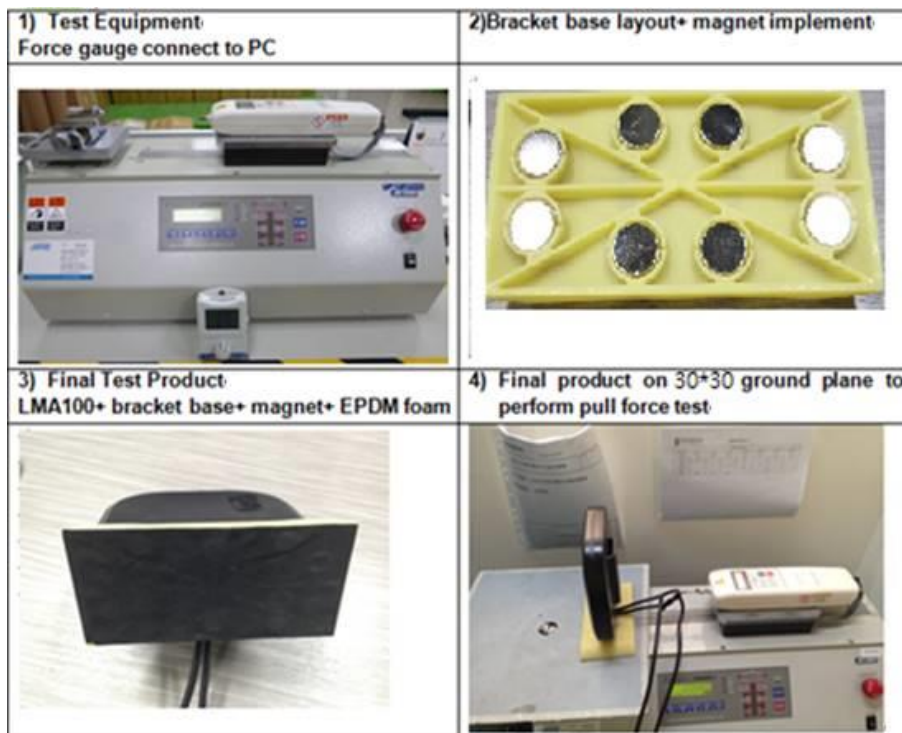 1) Test Equipment
Force gauge connect to PC
2)Bracket base layout+ magnet implement
3) Final Test Product
LMA100+ bracket base+ magnet+ EPDM foam
4) Final product on 30*30 ground plane to
perform pull force test